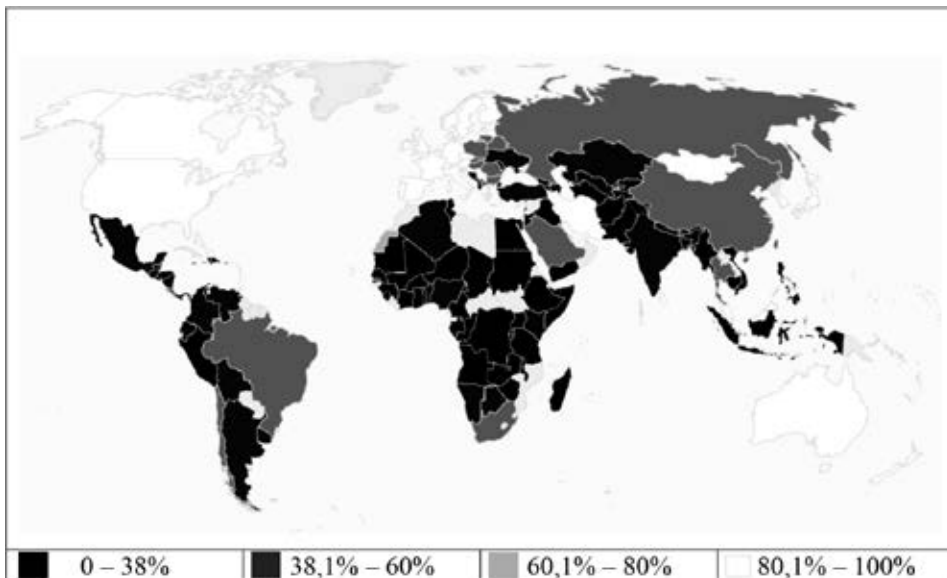 0 – 38% 38,1% – 60% 60,1% – 80% 80,1% – 100%